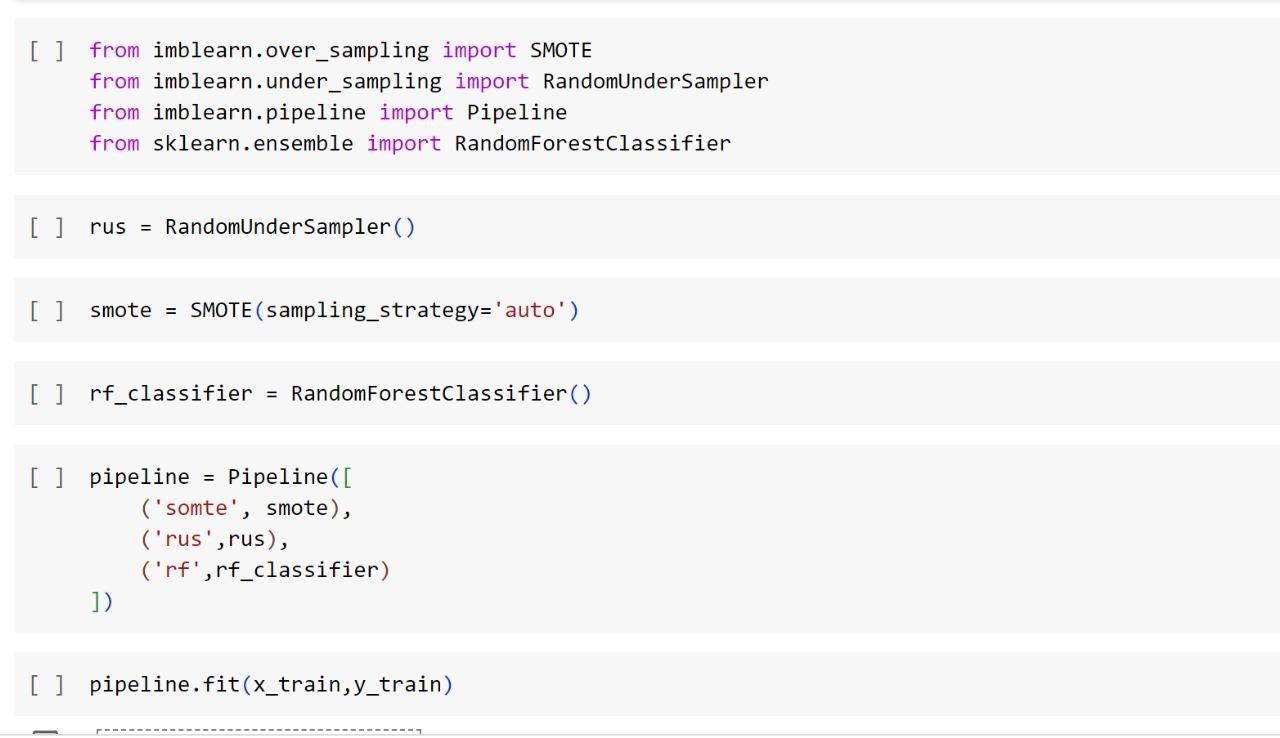 [ ] from imblearn.over_sampling import SMOTE
from imblearn.under_sampling import RandomUnderSampler
from imblearn.pipeline import Pipeline
from sklearn.ensemble import RandomForestClassifier
[ ] rus = RandomUnderSampler()
[ ] smote = SMOTE(sampling_strategy='auto')
[ ] rf_classifier = RandomForestClassifier()
[ ] pipeline = Pipeline([
('somte', smote),
('rus',rus),
('rf',rf_classifier)
])
[ ] pipeline.fit(x_train,y_train)